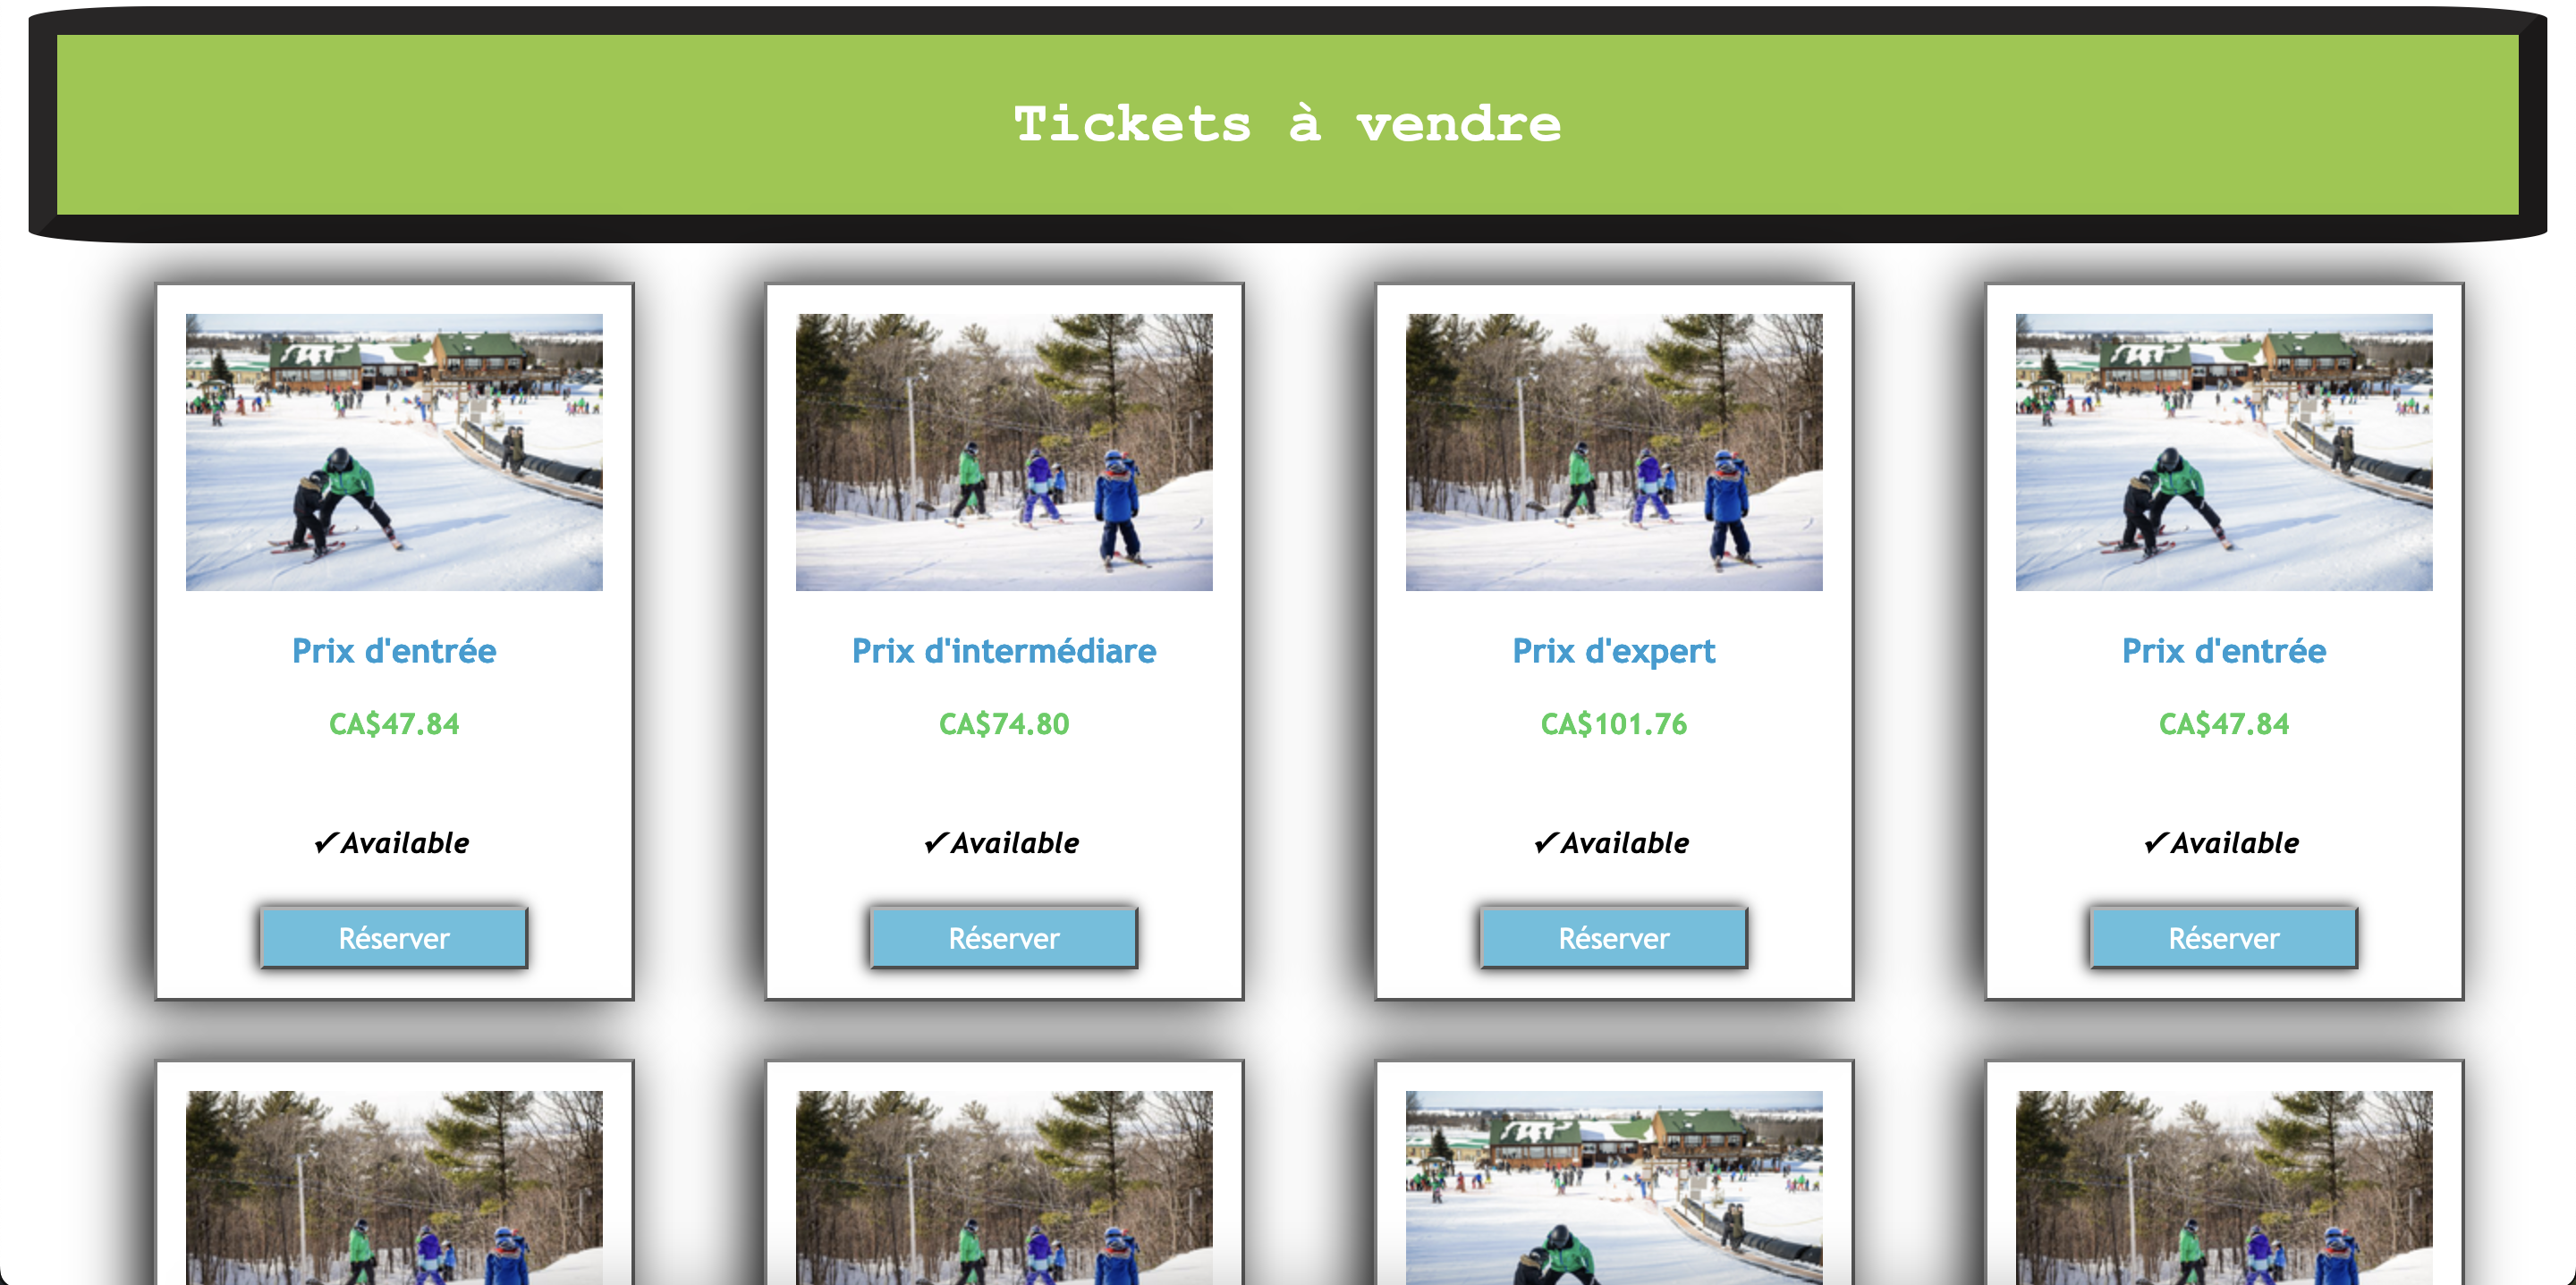 Tickets à vendre
Prix d'entrée
CA$47.84
✓Available
Réserver
Prix d'intermédiare
CA$74.80
✓Available
Réserver
Prix d'expert
CA$101.76
✓Available
Réserver
Prix d'entrée
CA$47.84
✓Available
Réserver